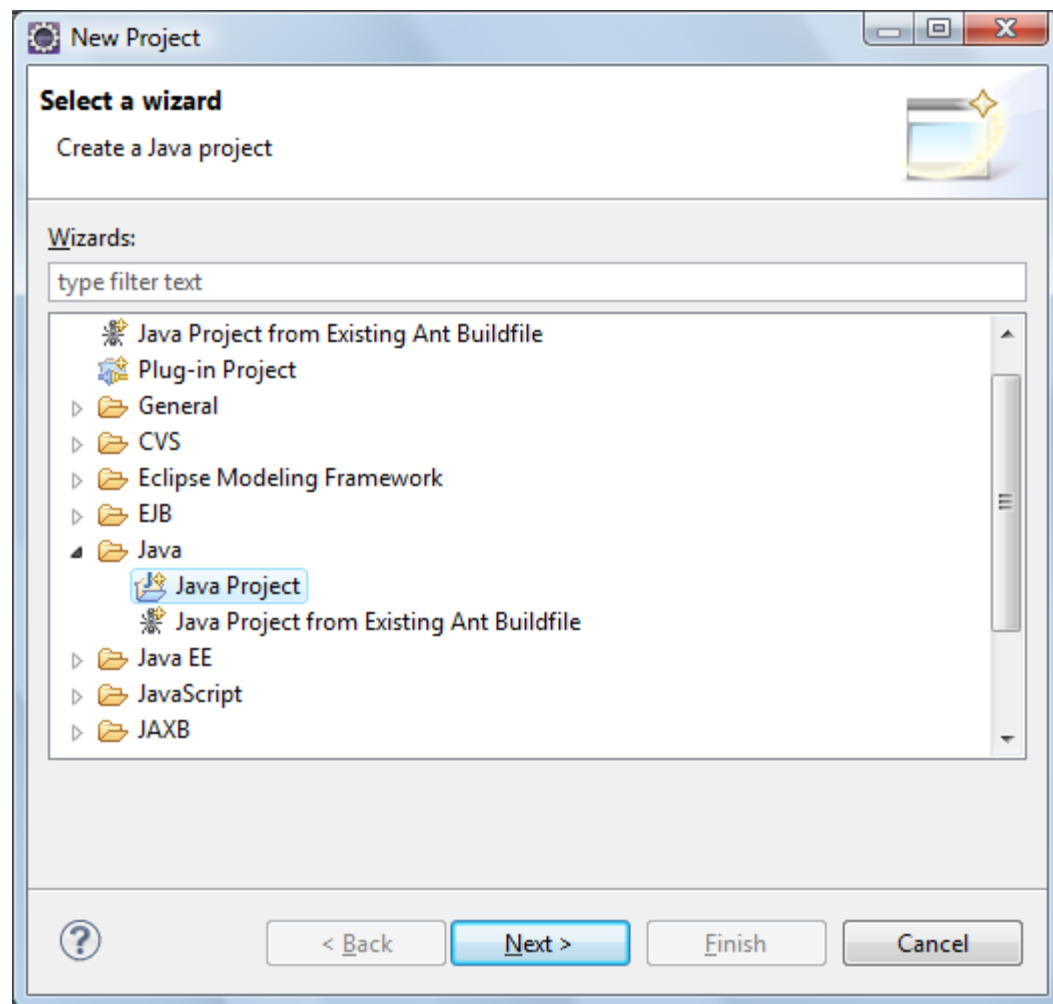 New Project
Select a wizard
Create a Java project
Wizards:
type filter text
Java Project from Existing Ant Buildfile
Plug-in Project
General
CVS
Eclipse Modeling Framework
EJB
Java
Java Project
Java Project from Existing Ant Buildfile
Java EE
JavaScript
JAXB
< Back Next > Finish Cancel